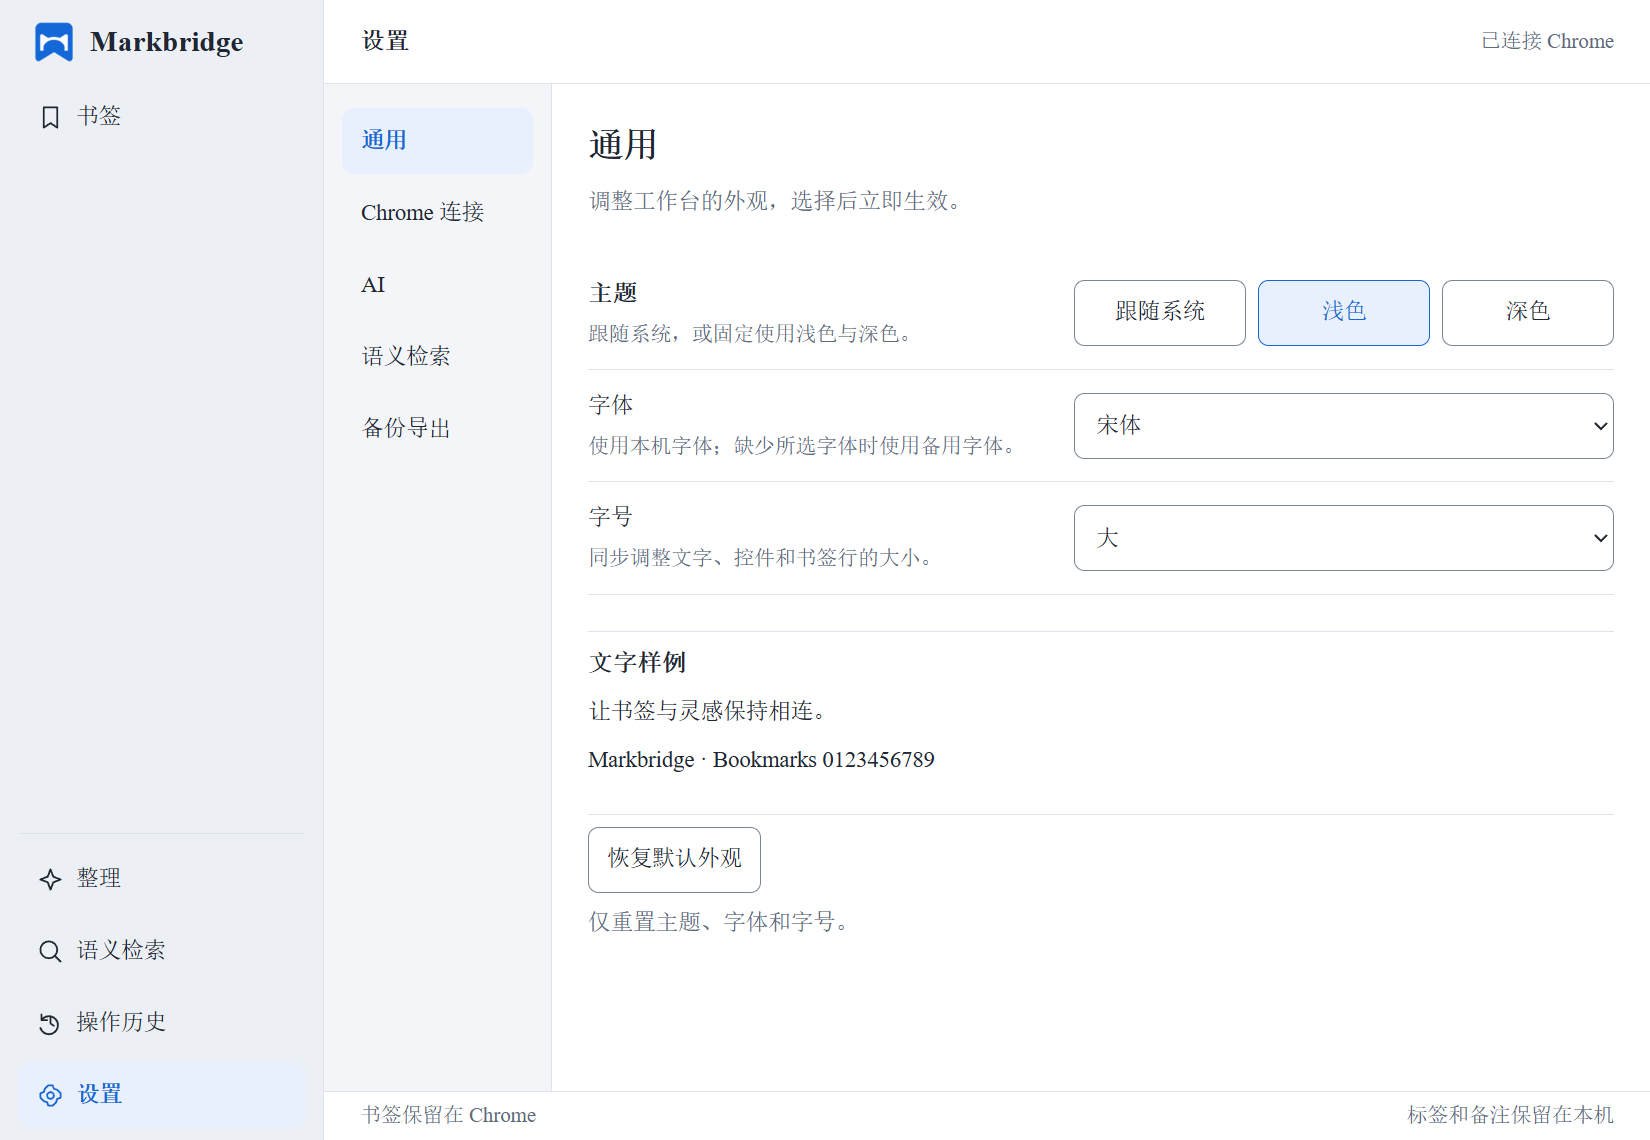 Markbridge
书签
整理
语义检索
操作历史
设置
设置
已连接 Chrome
通用
Chrome 连接
AI
语义检索
备份导出
通用
调整工作台的外观，选择后立即生效。
主题
跟随系统，或固定使用浅色与深色。
跟随系统
浅色
深色
字体
使用本机字体；缺少所选字体时使用备用字体。
宋体
字号
同步调整文字、控件和书签行的大小。
大
文字样例
让书签与灵感保持相连。
Markbridge · Bookmarks 0123456789
恢复默认外观
仅重置主题、字体和字号。
书签保留在 Chrome
标签和备注保留在本机